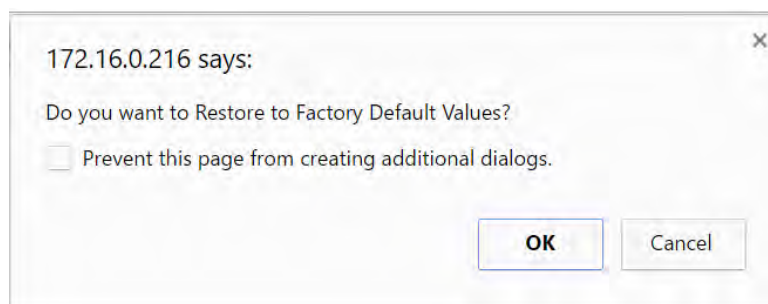 172.16.0.216 says:
Do you want to Restore to Factory Default Values?
Prevent this page from creating additional dialogs.
OK Cancel